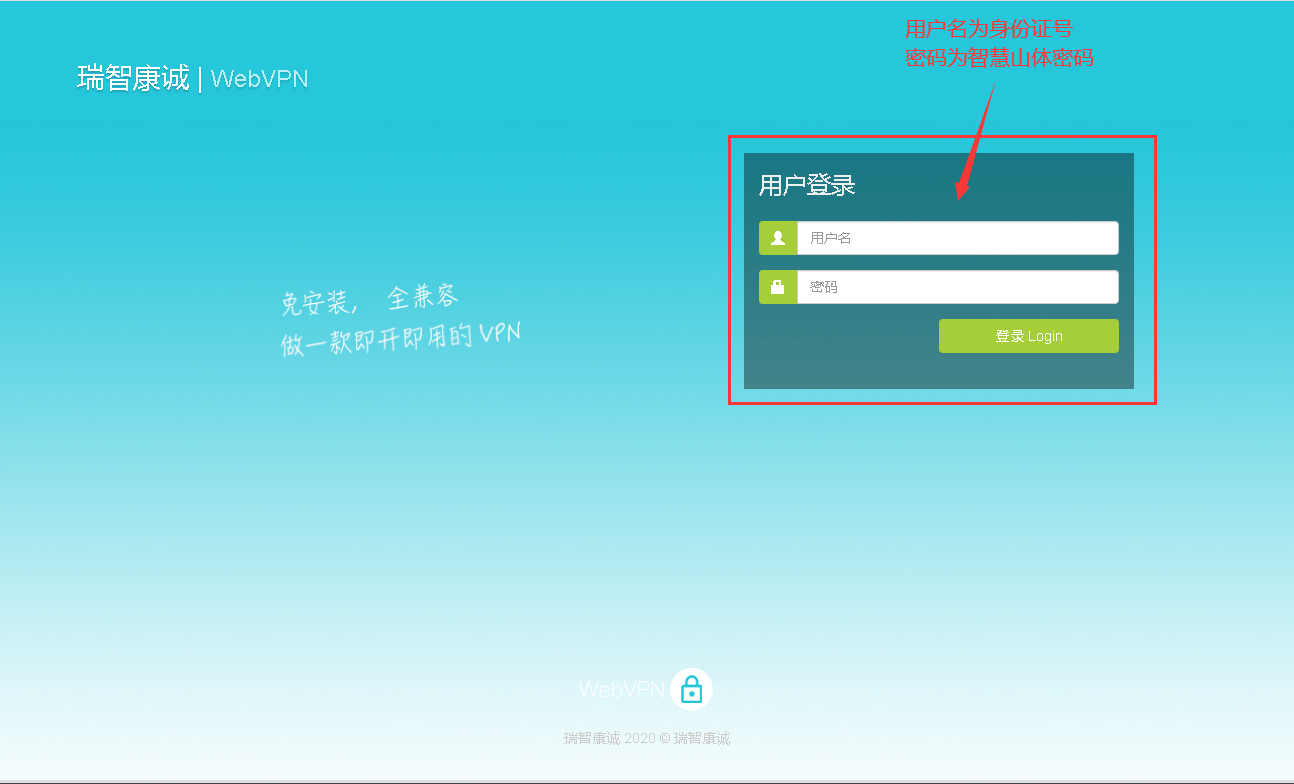 用户名为身份证号
密码为智慧山体密码
瑞智康诚 | WebVPN
用户登录
用户名
密码
登录 Login
免安装， 全兼容
做一款即开即用的 VPN
WebVPN
瑞智康诚 2020 © 瑞智康诚